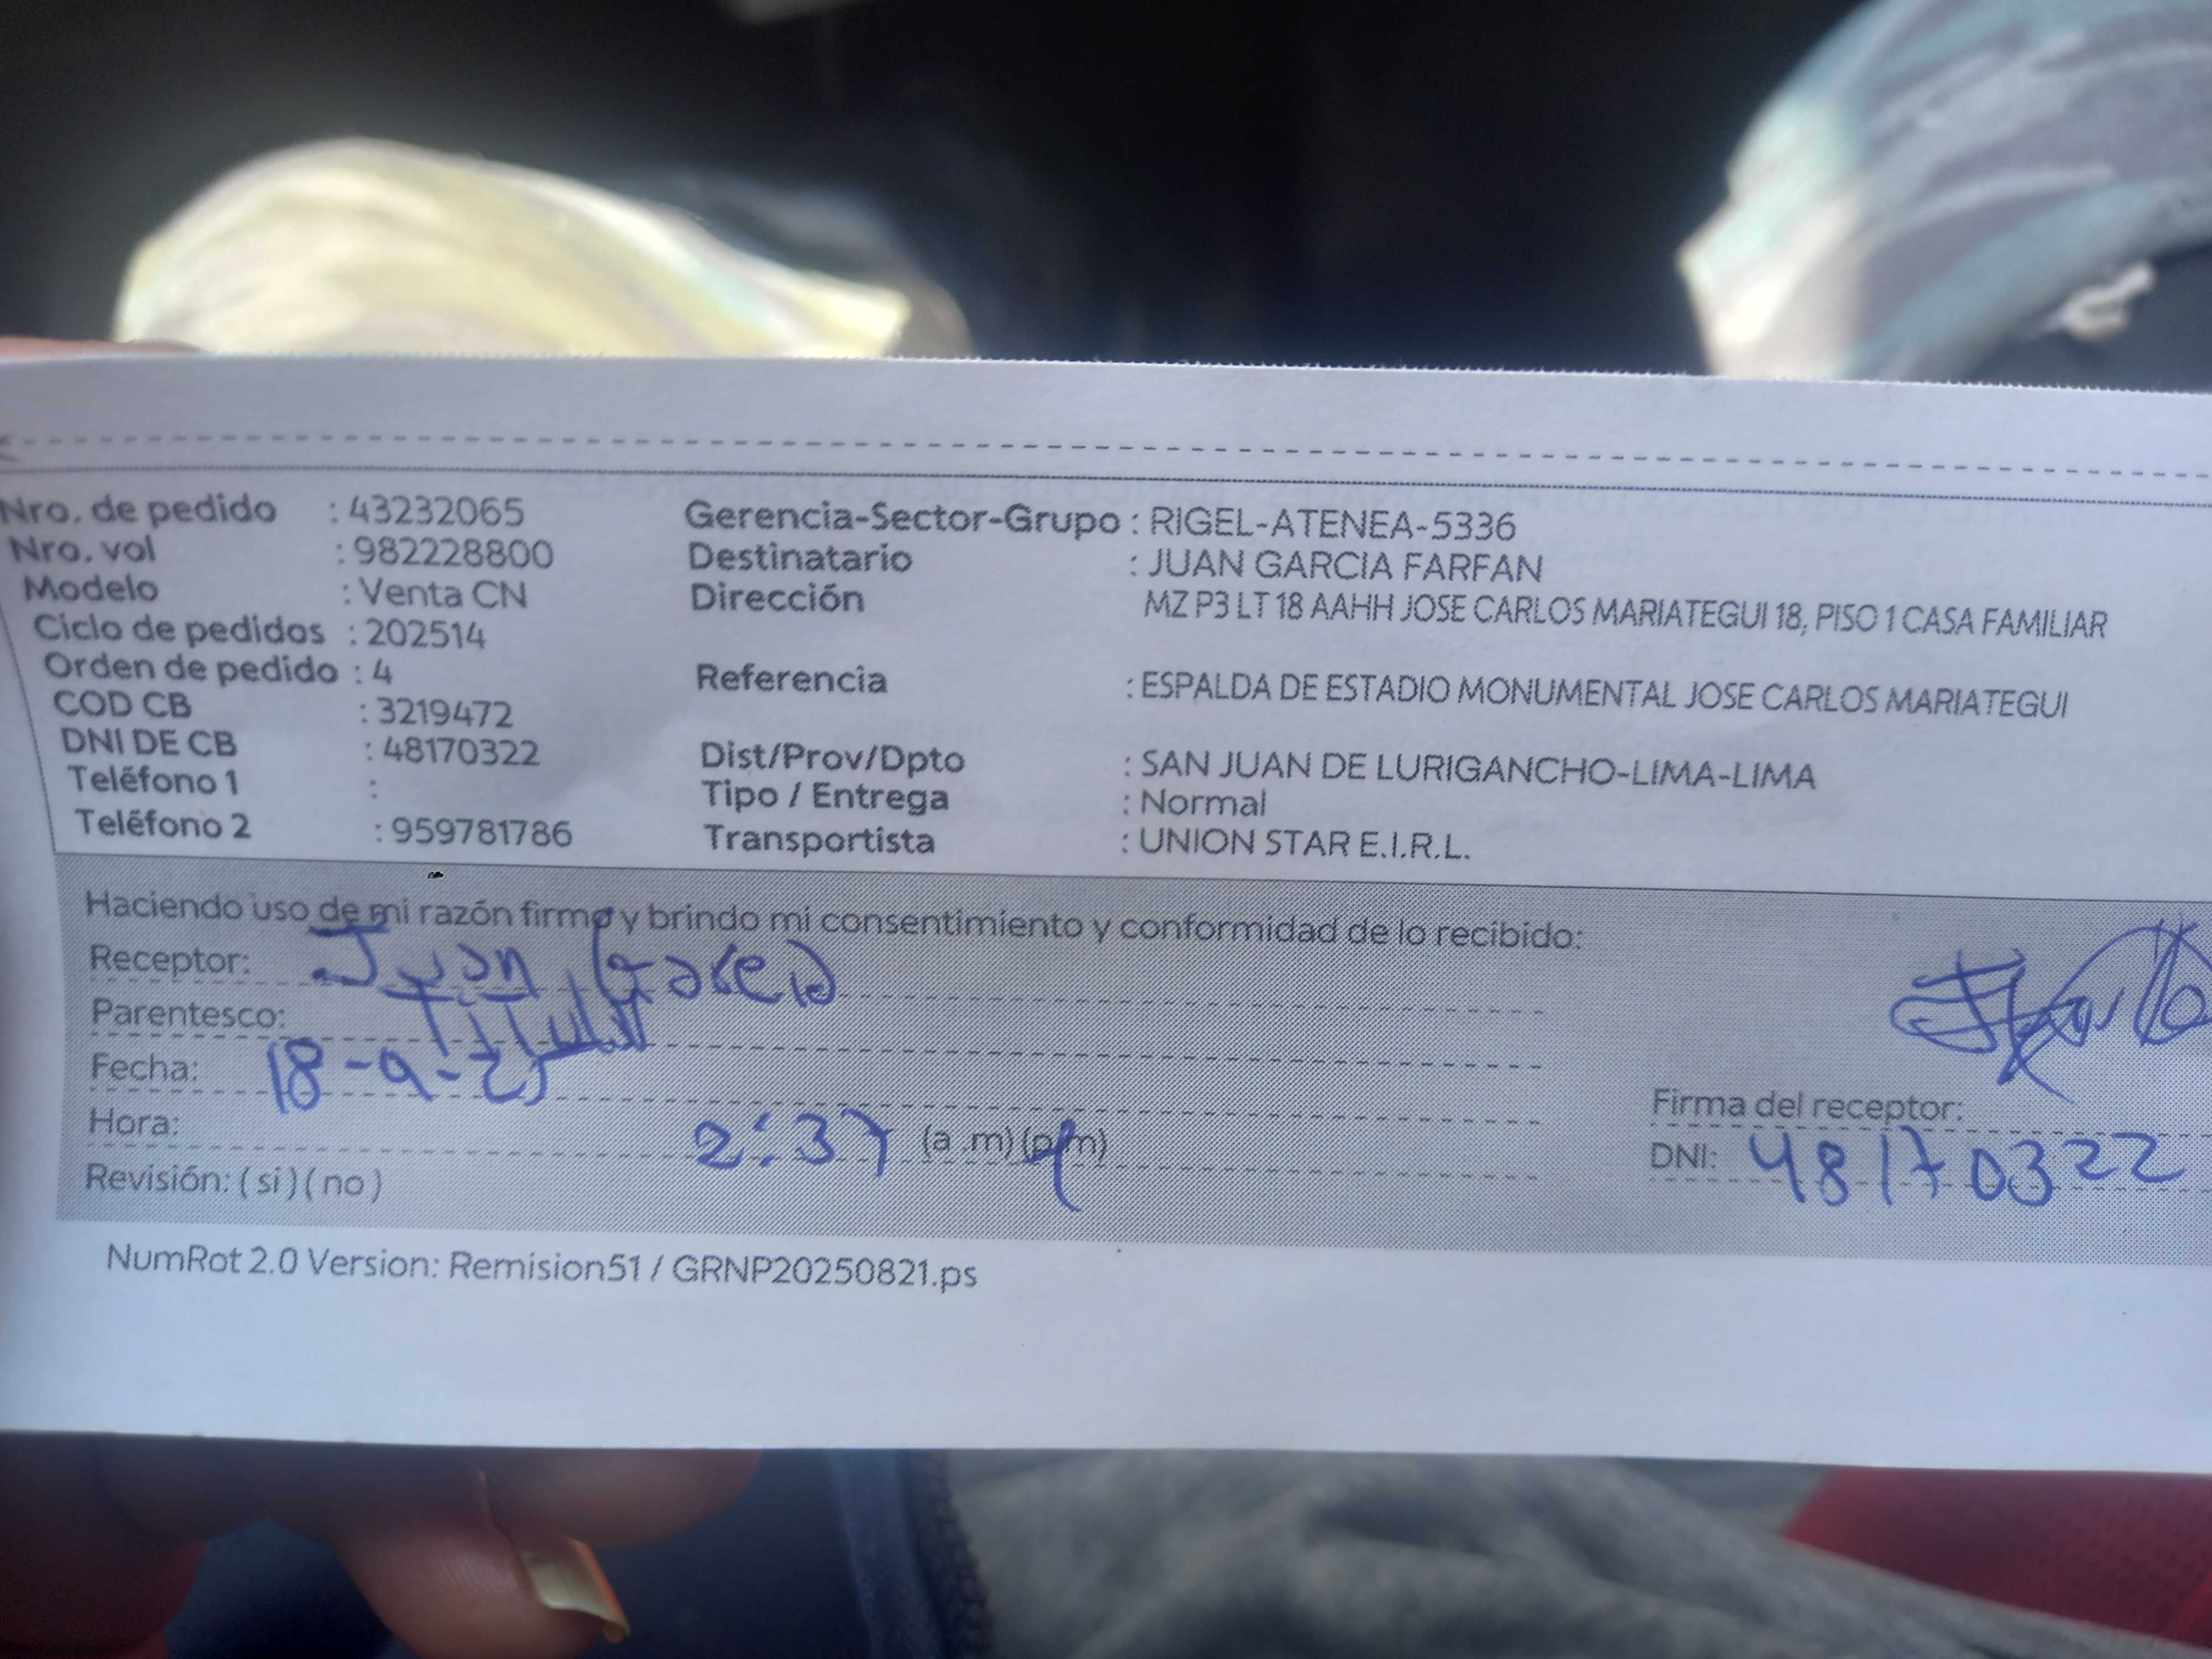 Nro. de pedido : 43232065
Nro. vol : 982228800
Modelo : Venta CN
Ciclo de pedidos : 202514
Orden de pedido : 4
COD CB : 3219472
DNI DE CB : 48170322
Teléfono 1 :
Teléfono 2 : 959781786
Gerencia-Sector-Grupo : RIGEL-ATENEA-5336
Destinatario : JUAN GARCIA FARFAN
Dirección MZ P3 LT 18 AAHH JOSE CARLOS MARIATEGUI 18, PISO 1 CASA FAMILIAR
Referencia : ESPALDA DE ESTADIO MONUMENTAL JOSE CARLOS MARIATEGUI
Dist/Prov/Dpto : SAN JUAN DE LURIGANCHO-LIMA-LIMA
Tipo / Entrega : Normal
Transportista : UNION STAR E.I.R.L.
Haciendo uso de mi razón firmo y brindo mi consentimiento y conformidad de lo recibido:
Receptor: Juan Garcia
Parentesco: Titular
Fecha: 18-9-25
Hora: 2:37 (a .m) (p.m)
Revisión: ( si ) ( no )
Firma del receptor:
DNI: 48170322
NumRot 2.0 Version: Remision51 / GRNP20250821.ps